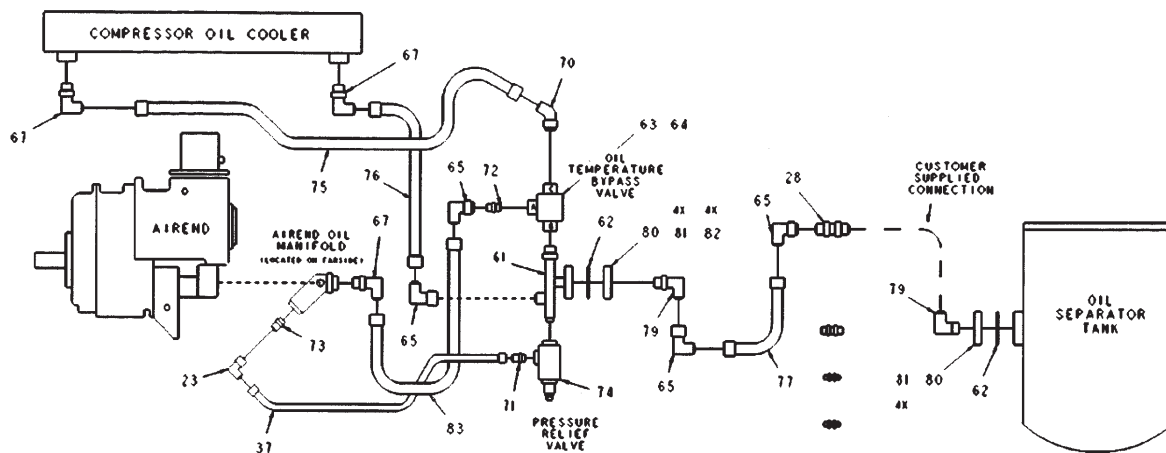 COMPRESSOR OIL COOLER
67
67
70
63 64
OIL
TEMPERATURE
BYPASS
VALVE
75
76
65
72
65
28
CUSTOMER
SUPPLIED
CONNECTION
AIREND
AIREND OIL
MANIFOLD
(LOCATED ON FARSIDE)
67
61
62
4X 4X
80 81 82
79
79
OIL
SEPARATOR
TANK
73
65
65
23
37
83
71
74
77
81 80
4X
62
PRESSURE
RELIEF
VALVE